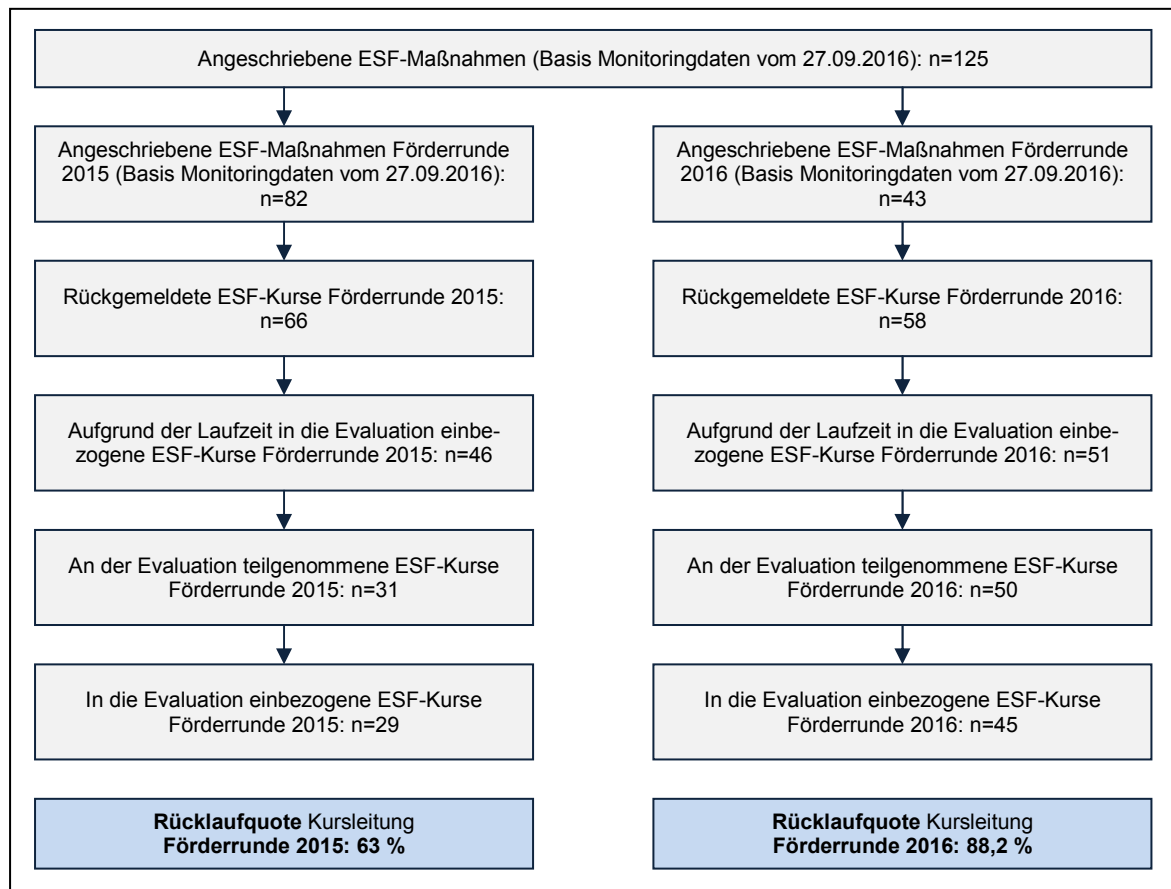 Angeschriebene ESF-Maßnahmen (Basis Monitoringdaten vom 27.09.2016): n=125
Angeschriebene ESF-Maßnahmen Förderrunde
2015 (Basis Monitoringdaten vom 27.09.2016):
n=82
Angeschriebene ESF-Maßnahmen Förderrunde
2016 (Basis Monitoringdaten vom 27.09.2016):
n=43
Rückgemeldete ESF-Kurse Förderrunde 2015:
n=66
Rückgemeldete ESF-Kurse Förderrunde 2016:
n=58
Aufgrund der Laufzeit in die Evaluation einbe-
zogene ESF-Kurse Förderrunde 2015: n=46
Aufgrund der Laufzeit in die Evaluation einbe-
zogene ESF-Kurse Förderrunde 2016: n=51
An der Evaluation teilgenommene ESF-Kurse
Förderrunde 2015: n=31
An der Evaluation teilgenommene ESF-Kurse
Förderrunde 2016: n=50
In die Evaluation einbezogene ESF-Kurse
Förderrunde 2015: n=29
In die Evaluation einbezogene ESF-Kurse
Förderrunde 2016: n=45
Rücklaufquote Kursleitung
Förderrunde 2015: 63 %
Rücklaufquote Kursleitung
Förderrunde 2016: 88,2 %